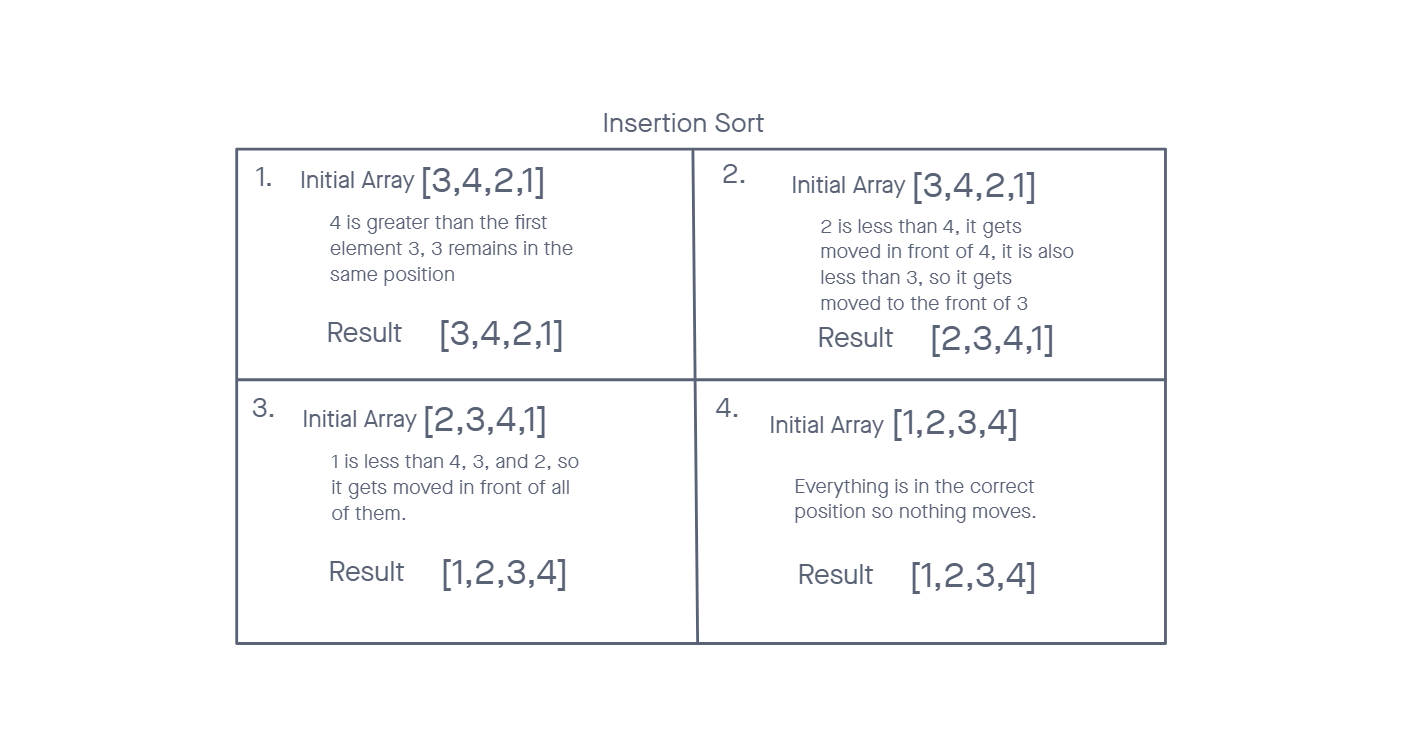 Insertion Sort
1. Initial Array [3,4,2,1]
4 is greater than the first
element 3, 3 remains in the
same position
Result [3,4,2,1]
2. Initial Array [3,4,2,1]
2 is less than 4, it gets
moved in front of 4, it is also
less than 3, so it gets
moved to the front of 3
Result [2,3,4,1]
3. Initial Array [2,3,4,1]
1 is less than 4, 3, and 2, so
it gets moved in front of all
of them.
Result [1,2,3,4]
4. Initial Array [1,2,3,4]
Everything is in the correct
position so nothing moves.
Result [1,2,3,4]